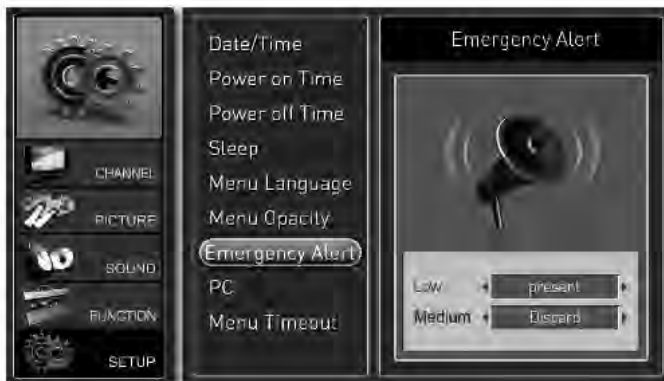 CHANNEL
PICTURE
SOUND
FUNCTION
SETUP
Date/Time
Power on Time
Power off Time
Sleep
Menu Language
Menu Opacity
Emergency Alert
PC
Menu Timeout
Emergency Alert
Low present
Medium Discard